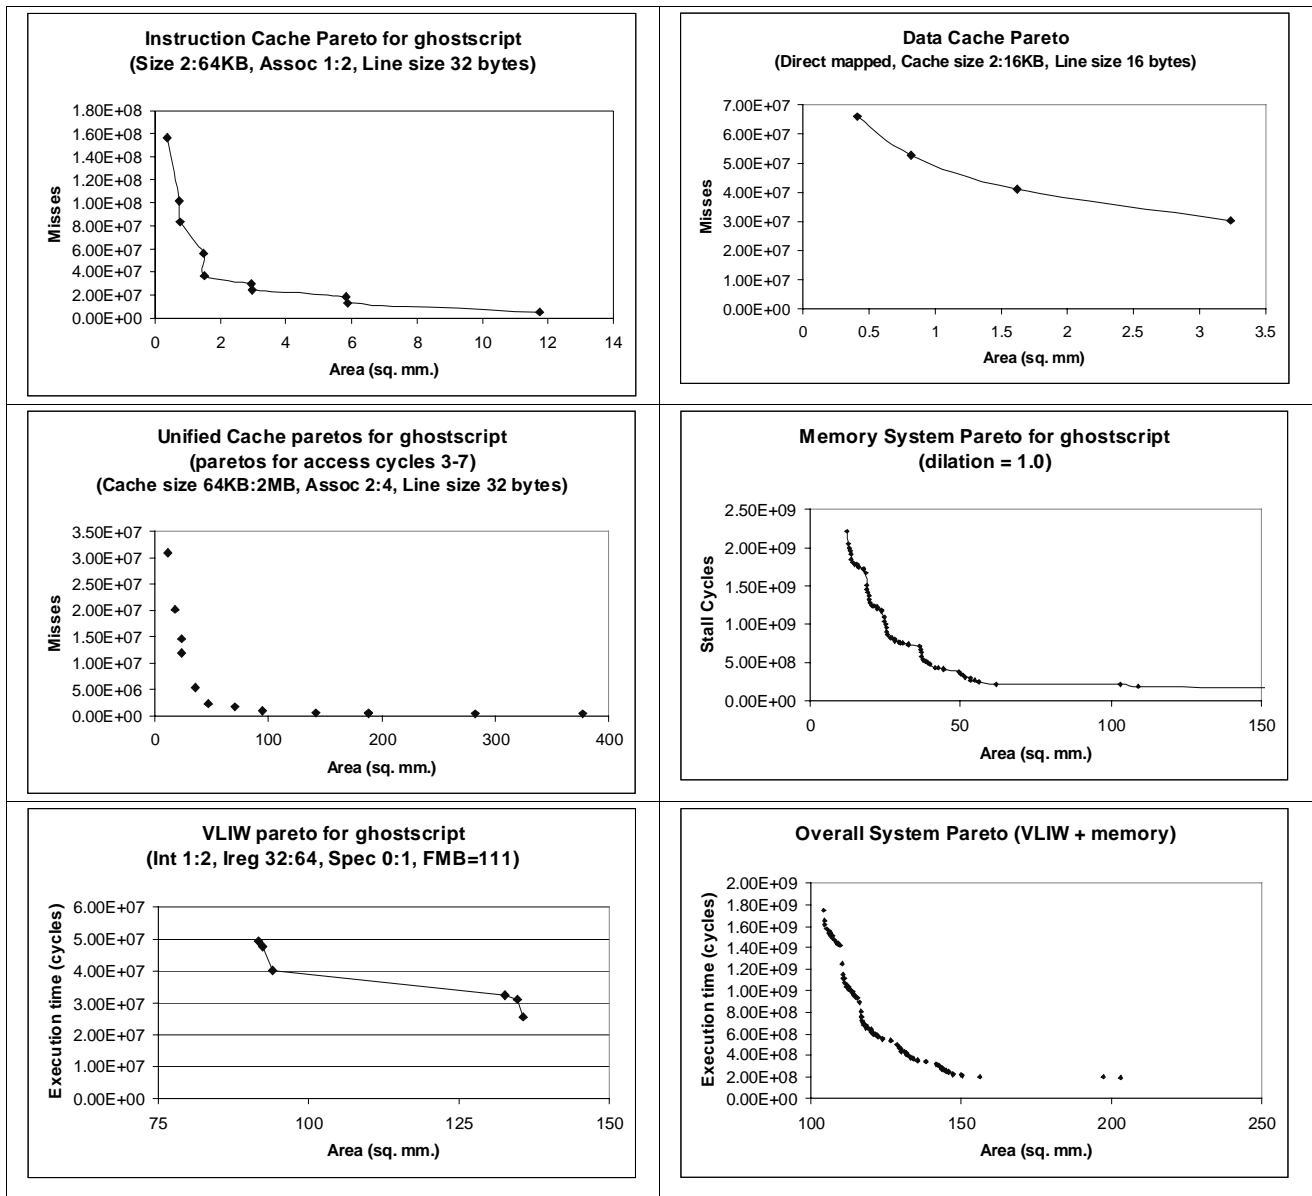 Instruction Cache Pareto for ghostscript
(Size 2:64KB, Assoc 1:2, Line size 32 bytes)
1.80E+08
1.60E+08
1.40E+08
1.20E+08
1.00E+08
8.00E+07
6.00E+07
4.00E+07
2.00E+07
0.00E+00
Misses
0 2 4 6 8 10 12 14
Area (sq. mm.)
Data Cache Pareto
(Direct mapped, Cache size 2:16KB, Line size 16 bytes)
7.00E+07
6.00E+07
5.00E+07
4.00E+07
3.00E+07
2.00E+07
1.00E+07
0.00E+00
Misses
0 0.5 1 1.5 2 2.5 3 3.5
Area (sq. mm)
Unified Cache paretos for ghostscript
(paretos for access cycles 3-7)
(Cache size 64KB:2MB, Assoc 2:4, Line size 32 bytes)
3.50E+07
3.00E+07
2.50E+07
2.00E+07
1.50E+07
1.00E+07
5.00E+06
0.00E+00
Misses
0 100 200 300 400
Area (sq. mm.)
Memory System Pareto for ghostscript
(dilation = 1.0)
2.50E+09
2.00E+09
1.50E+09
1.00E+09
5.00E+08
0.00E+00
Stall Cycles
0 50 100 150
Area (sq. mm.)
VLIW pareto for ghostscript
(Int 1:2, Ireg 32:64, Spec 0:1, FMB=111)
6.00E+07
5.00E+07
4.00E+07
3.00E+07
2.00E+07
1.00E+07
0.00E+00
Execution time (cycles)
75 100 125 150
Area (sq. mm.)
Overall System Pareto (VLIW + memory)
2.00E+09
1.80E+09
1.60E+09
1.40E+09
1.20E+09
1.00E+09
8.00E+08
6.00E+08
4.00E+08
2.00E+08
0.00E+00
Execution time (cycles)
100 150 200 250
Area (sq. mm.)